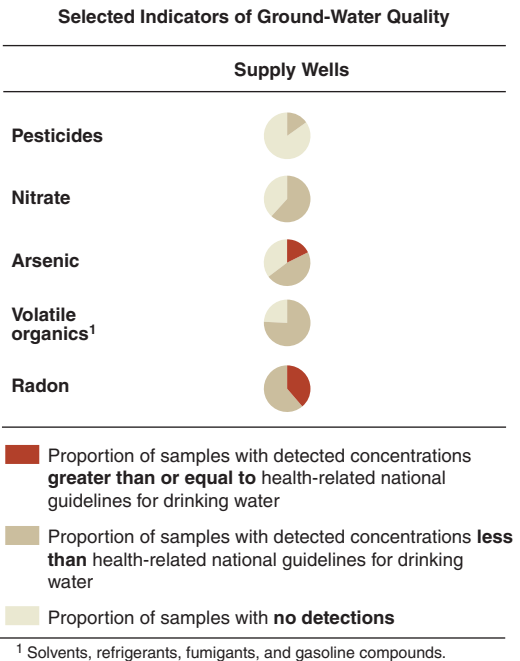 Selected Indicators of Ground-Water Quality
Supply Wells
Pesticides
Nitrate
Arsenic
Volatile
organics1
Radon
Proportion of samples with detected concentrations
greater than or equal to health-related national
guidelines for drinking water
Proportion of samples with detected concentrations less
than health-related national guidelines for drinking
water
Proportion of samples with no detections
1 Solvents, refrigerants, fumigants, and gasoline compounds.